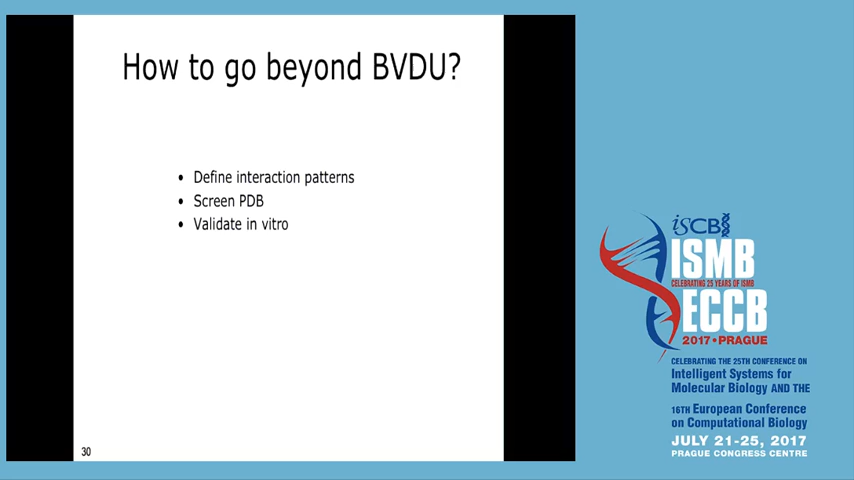 How to go beyond BVDU?
• Define interaction patterns
• Screen PDB
• Validate in vitro
30
iSCB
ISMB
CELEBRATING 25 YEARS OF ISMB
ECCB
2017 • PRAGUE
CELEBRATING THE 25TH CONFERENCE ON
Intelligent Systems for
Molecular Biology AND THE
16TH European Conference
on Computational Biology
JULY 21-25, 2017
PRAGUE CONGRESS CENTRE